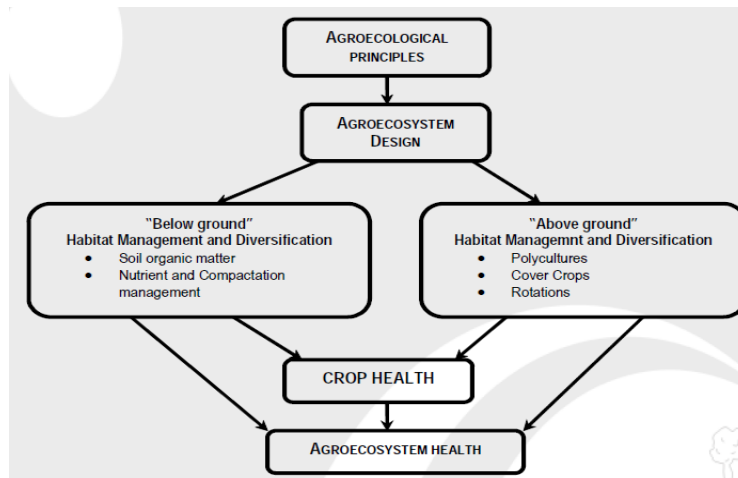 AGROECOLOGICAL
PRINCIPLES
AGROECOSYSTEM
DESIGN
"Below ground"
Habitat Management and Diversification
● Soil organic matter
● Nutrient and Compactation
management
"Above ground"
Habitat Managemnt and Diversification
● Polycultures
● Cover Crops
● Rotations
CROP HEALTH
AGROECOSYSTEM HEALTH